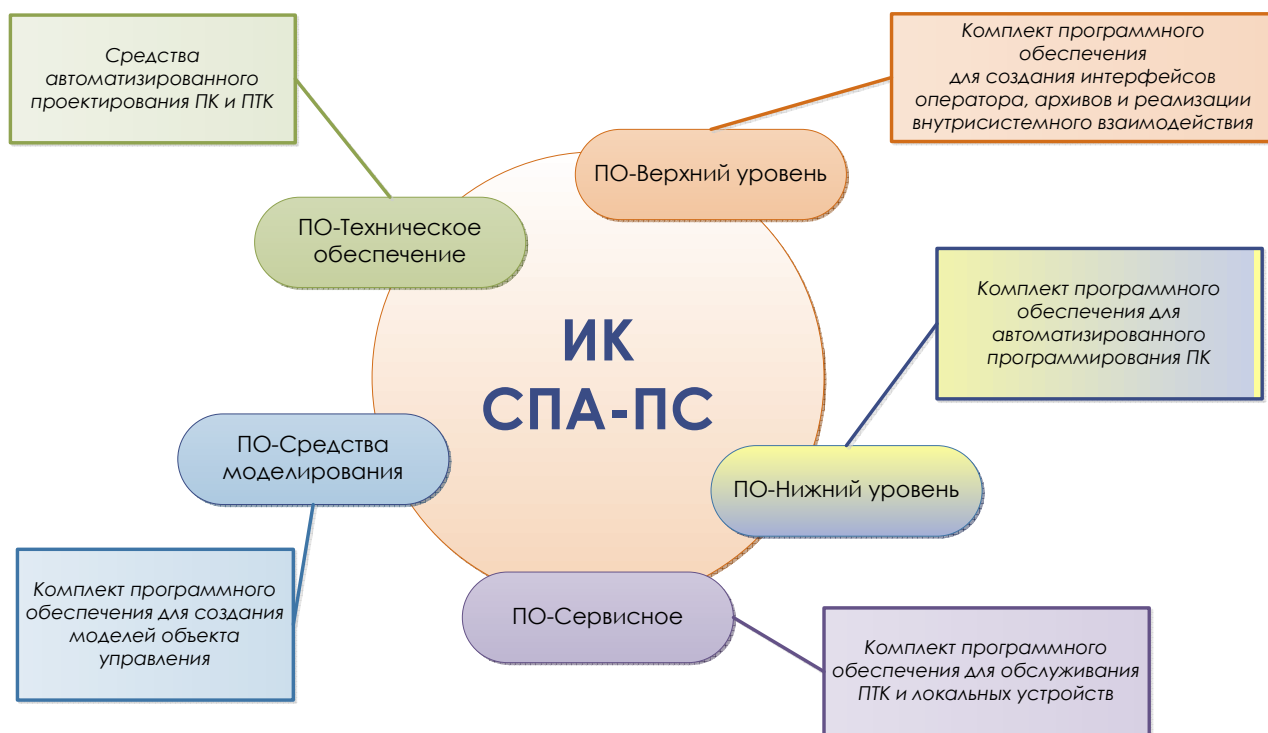 Средства
автоматизированного
проектирования ПК и ПТК
Комплект программного
обеспечения
для создания интерфейсов
оператора, архивов и реализации
внутрисистемного взаимодействия
ПО-Верхний уровень
ПО-Техническое
обеспечение
Комплект программного
обеспечения для
автоматизированного
программирования ПК
ИК
СПА-ПС
ПО-Средства
моделирования
ПО-Нижний уровень
Комплект программного
обеспечения для создания
моделей объекта
управления
ПО-Сервисное
Комплект программного
обеспечения для обслуживания
ПТК и локальных устройств